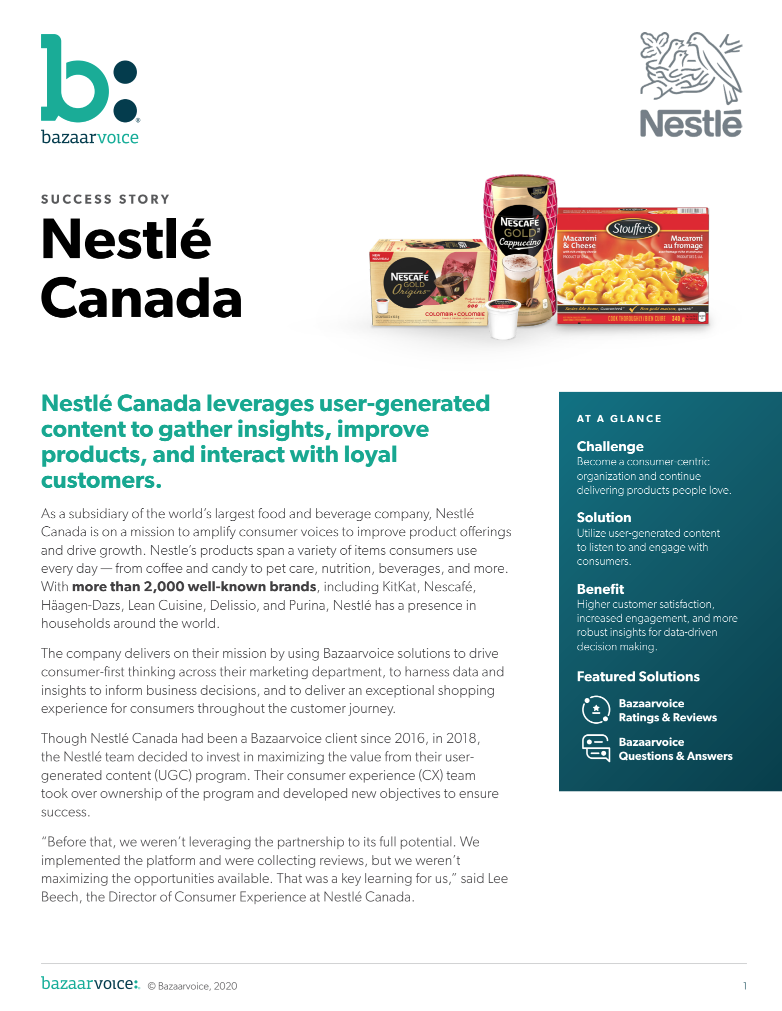 b:
bazaarvoice
Nestlé
SUCCESS STORY
Nestlé
Canada
NESCAFÉ
GOLD
Origins
COLOMBIA • COLOMBIE
NESCAFÉ
GOLD
Cappuccino
Stouffer's
Macaroni
& Cheese
Macaroni
au fromage
COOK THOROUGHLY/BIEN CUIRE
340 g
Nestlé Canada leverages user-generated
content to gather insights, improve
products, and interact with loyal
customers.
As a subsidiary of the world’s largest food and beverage company, Nestlé
Canada is on a mission to amplify consumer voices to improve product offerings
and drive growth. Nestle’s products span a variety of items consumers use
every day — from coffee and candy to pet care, nutrition, beverages, and more.
With more than 2,000 well-known brands, including KitKat, Nescafé,
Häagen-Dazs, Lean Cuisine, Delissio, and Purina, Nestlé has a presence in
households around the world.
The company delivers on their mission by using Bazaarvoice solutions to drive
consumer-first thinking across their marketing department, to harness data and
insights to inform business decisions, and to deliver an exceptional shopping
experience for consumers throughout the customer journey.
Though Nestlé Canada had been a Bazaarvoice client since 2016, in 2018,
the Nestlé team decided to invest in maximizing the value from their user-
generated content (UGC) program. Their consumer experience (CX) team
took over ownership of the program and developed new objectives to ensure
success.
“Before that, we weren’t leveraging the partnership to its full potential. We
implemented the platform and were collecting reviews, but we weren’t
maximizing the opportunities available. That was a key learning for us,” said Lee
Beech, the Director of Consumer Experience at Nestlé Canada.
AT A GLANCE
Challenge
Become a consumer-centric
organization and continue
delivering products people love.
Solution
Utilize user-generated content
to listen to and engage with
consumers.
Benefit
Higher customer satisfaction,
increased engagement, and more
robust insights for data-driven
decision making.
Featured Solutions
Bazaarvoice
Ratings & Reviews
Bazaarvoice
Questions & Answers
bazaarvoice: © Bazaarvoice, 2020
1